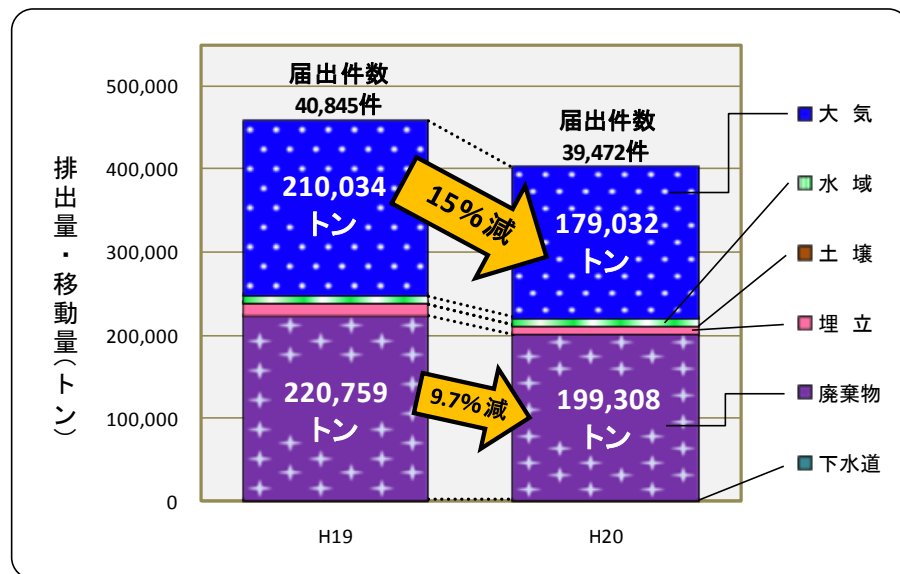 排出量・移動量(トン)
500,000
400,000
300,000
200,000
100,000
0
届出件数
40,845件
210,034
トン
220,759
トン
H19
15%減
9.7%減
届出件数
39,472件
179,032
トン
199,308
トン
H20
大　気
水　域
土　壌
埋　立
廃棄物
下水道